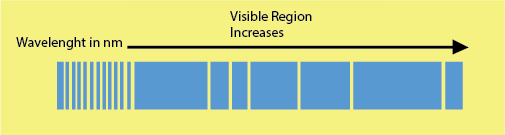 Visible Region
Increases
Wavelenght in nm